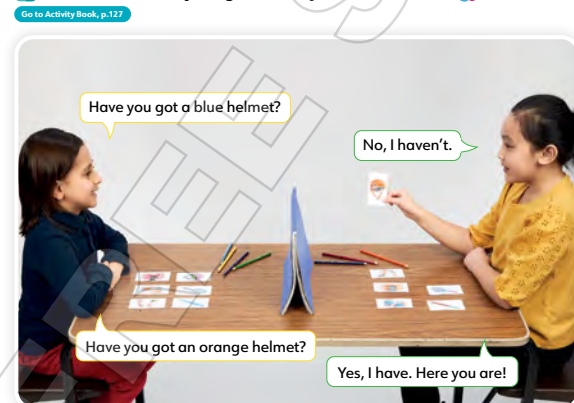 Go to Activity Book, p.127
Have you got a blue helmet?
No, I haven't.
Have you got an orange helmet?
Yes, I have. Here you are!